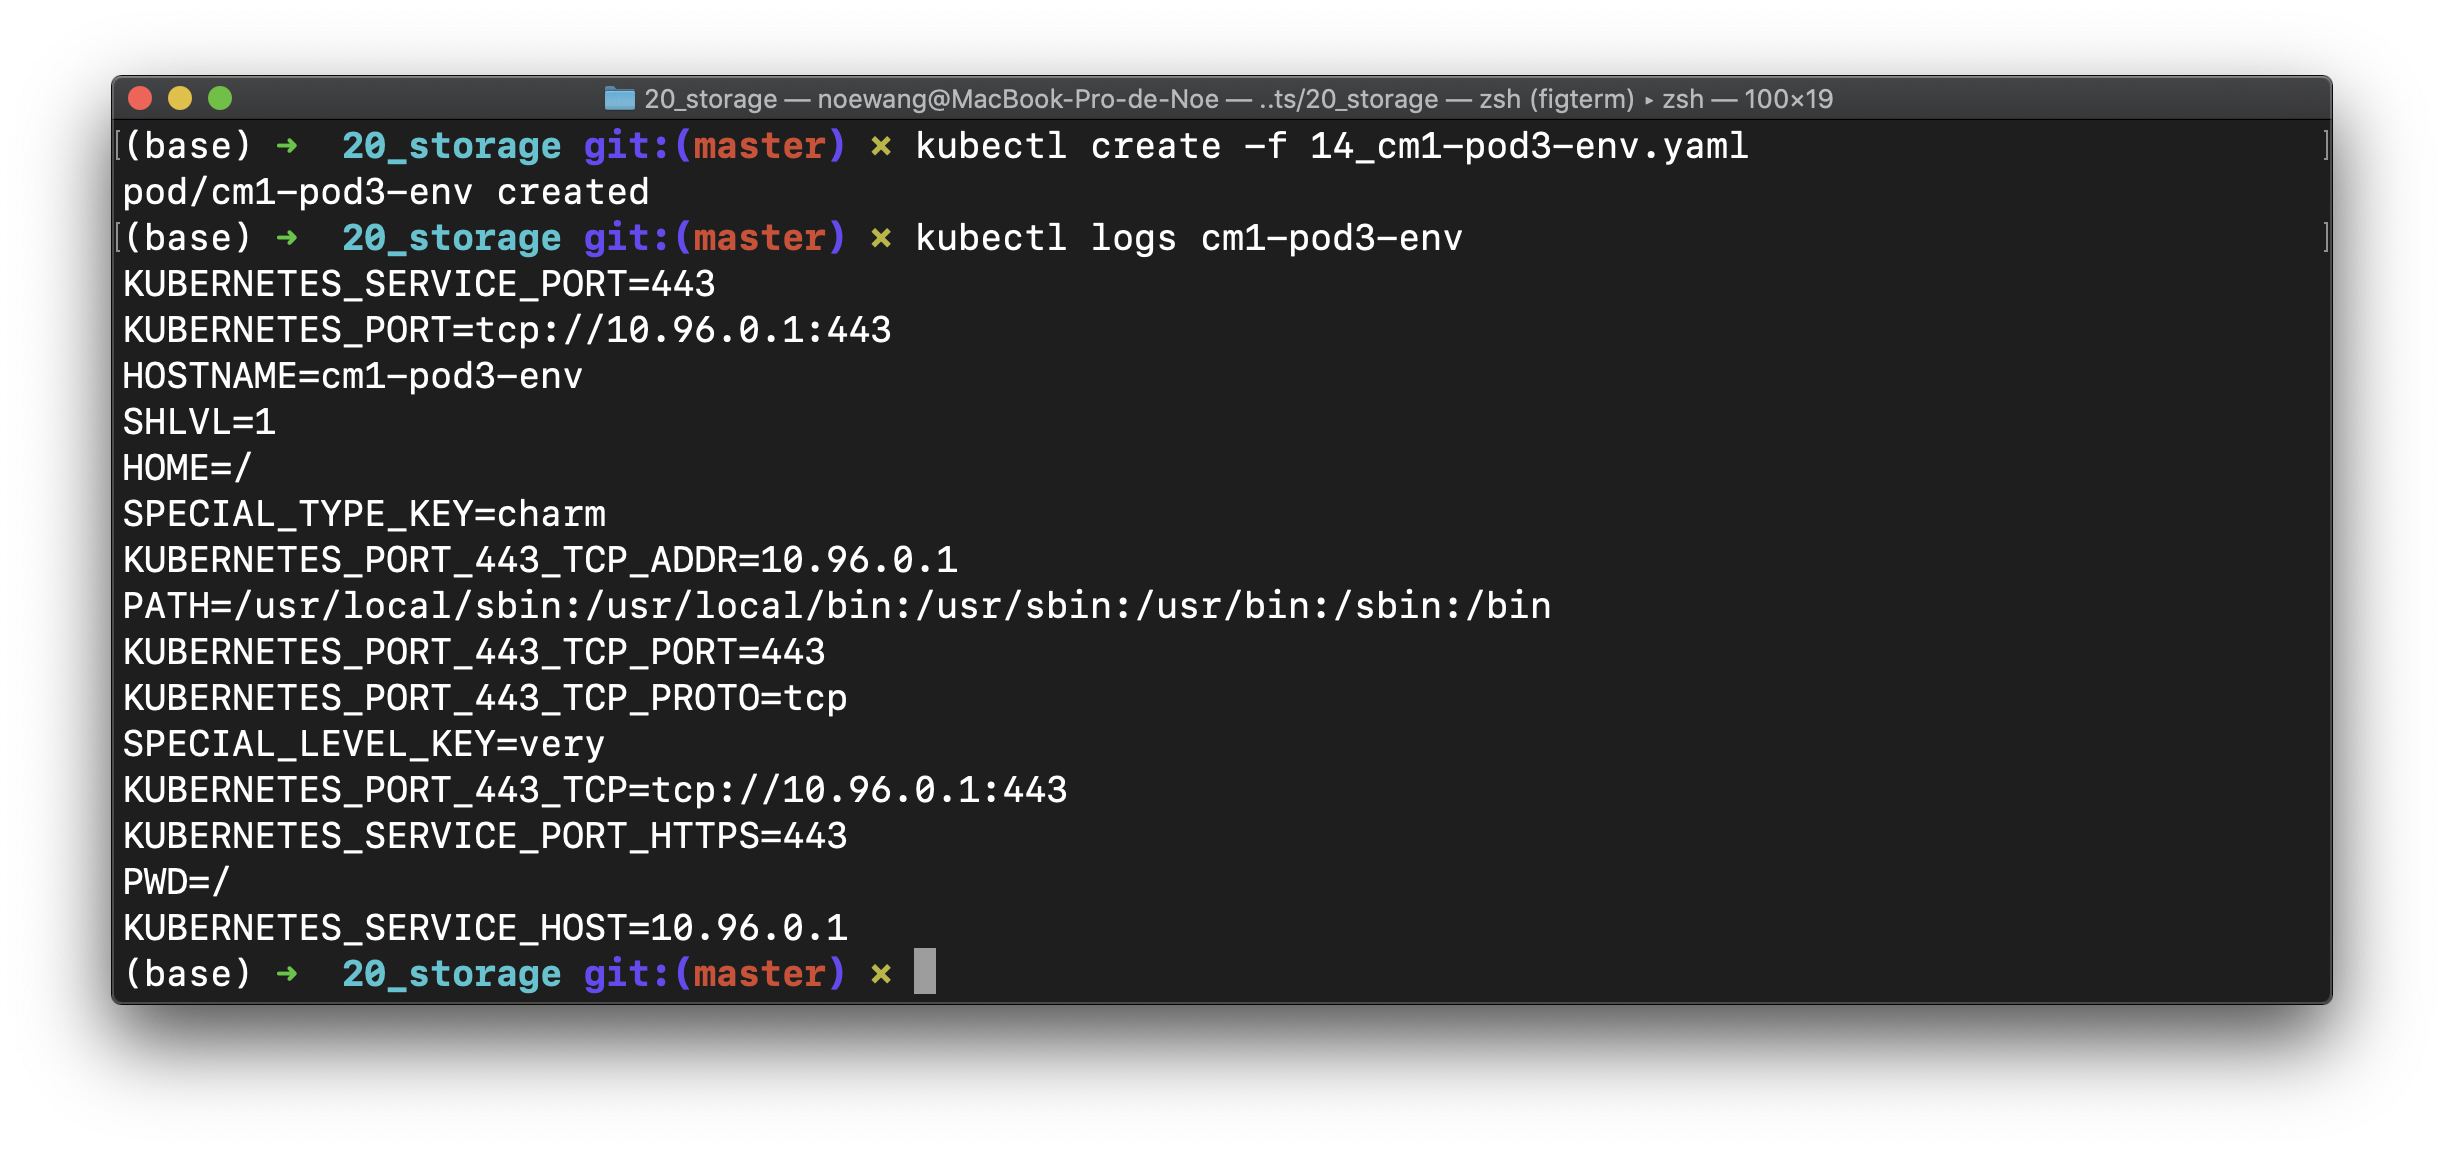 20_storage — noewang@MacBook-Pro-de-Noe — ..ts/20_storage — zsh (figterm) ▸ zsh — 100×19
(base) ➜  20_storage git:(master) ✗ kubectl create -f 14_cm1-pod3-env.yaml
pod/cm1-pod3-env created
(base) ➜  20_storage git:(master) ✗ kubectl logs cm1-pod3-env
KUBERNETES_SERVICE_PORT=443
KUBERNETES_PORT=tcp://10.96.0.1:443
HOSTNAME=cm1-pod3-env
SHLVL=1
HOME=/
SPECIAL_TYPE_KEY=charm
KUBERNETES_PORT_443_TCP_ADDR=10.96.0.1
PATH=/usr/local/sbin:/usr/local/bin:/usr/sbin:/usr/bin:/sbin:/bin
KUBERNETES_PORT_443_TCP_PORT=443
KUBERNETES_PORT_443_TCP_PROTO=tcp
SPECIAL_LEVEL_KEY=very
KUBERNETES_PORT_443_TCP=tcp://10.96.0.1:443
KUBERNETES_SERVICE_PORT_HTTPS=443
PWD=/
KUBERNETES_SERVICE_HOST=10.96.0.1
(base) ➜  20_storage git:(master) ✗